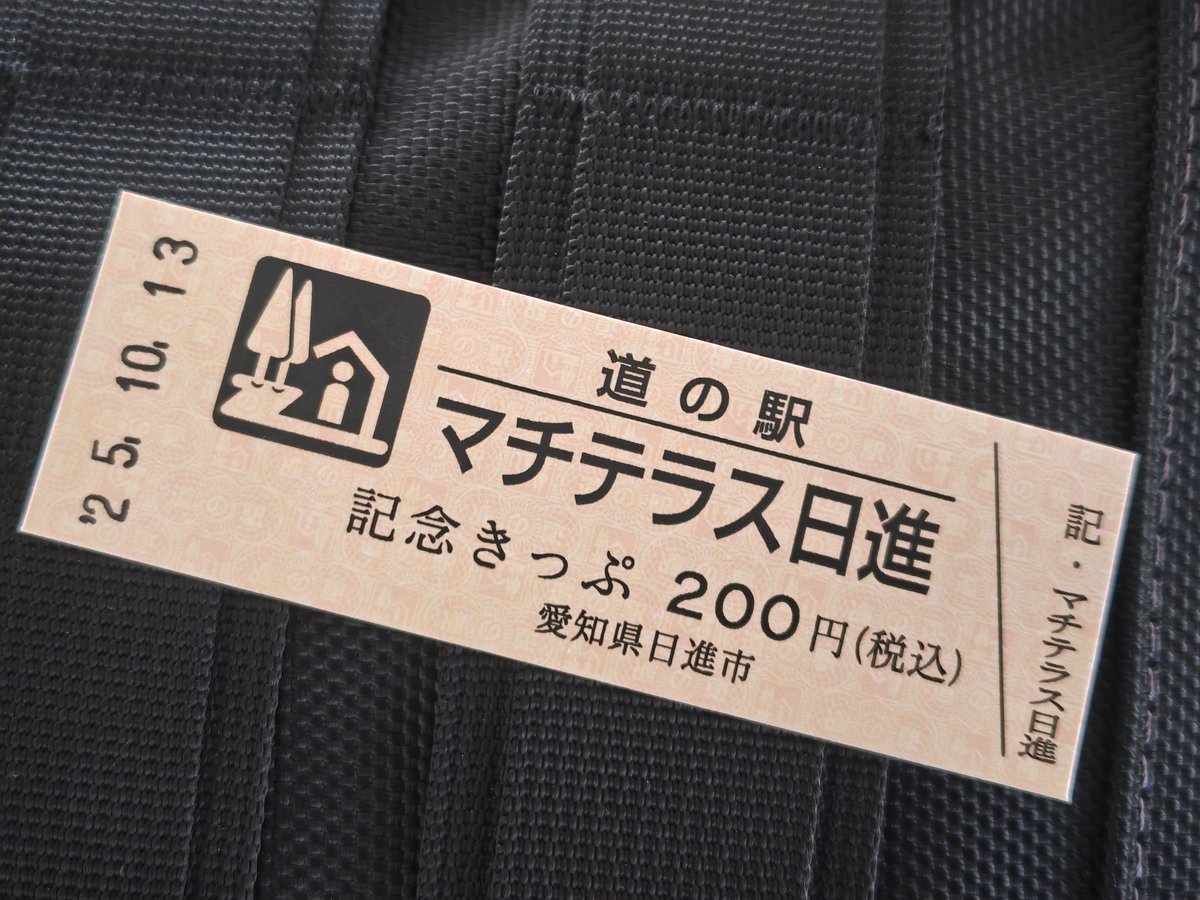 '25.10.13
道の駅
マチテラス日進
記念きっぷ 200円(税込)
愛知県日進市
記・マチテラス日進